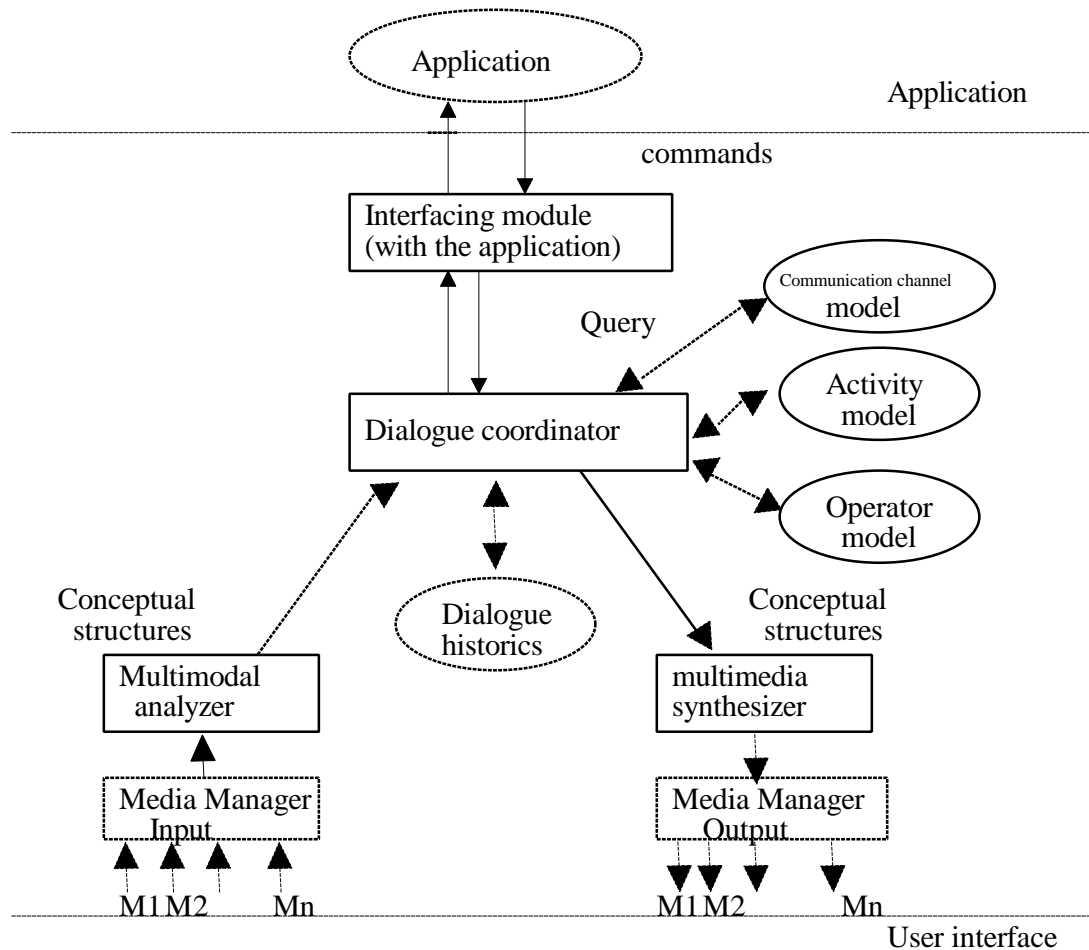 Application
Application
commands
Interfacing module
(with the application)
Communication channel
model
Query
Activity
model
Dialogue coordinator
Operator
model
Conceptual
structures
Dialogue
historics
Conceptual
structures
Multimodal
analyzer
multimedia
synthesizer
Media Manager
Input
Media Manager
Output
M1 M2 Mn
M1 M2 Mn
User interface